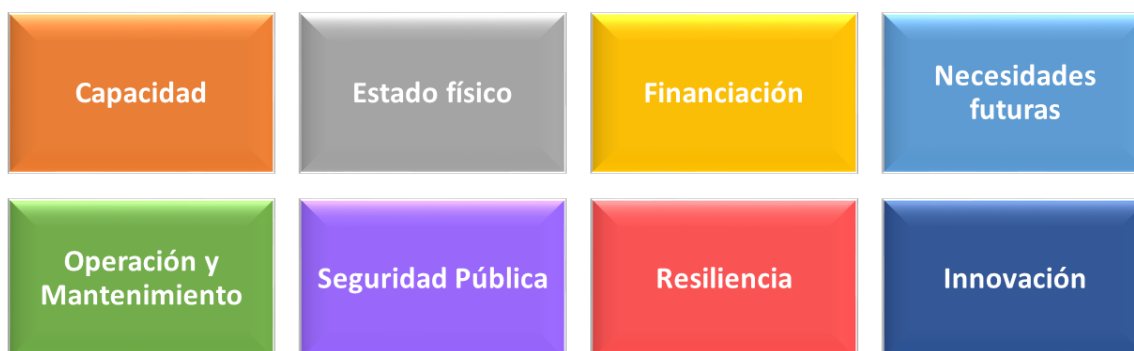 Capacidad
Estado físico
Financiación
Necesidades
futuras
Operación y
Mantenimiento
Seguridad Pública
Resiliencia
Innovación